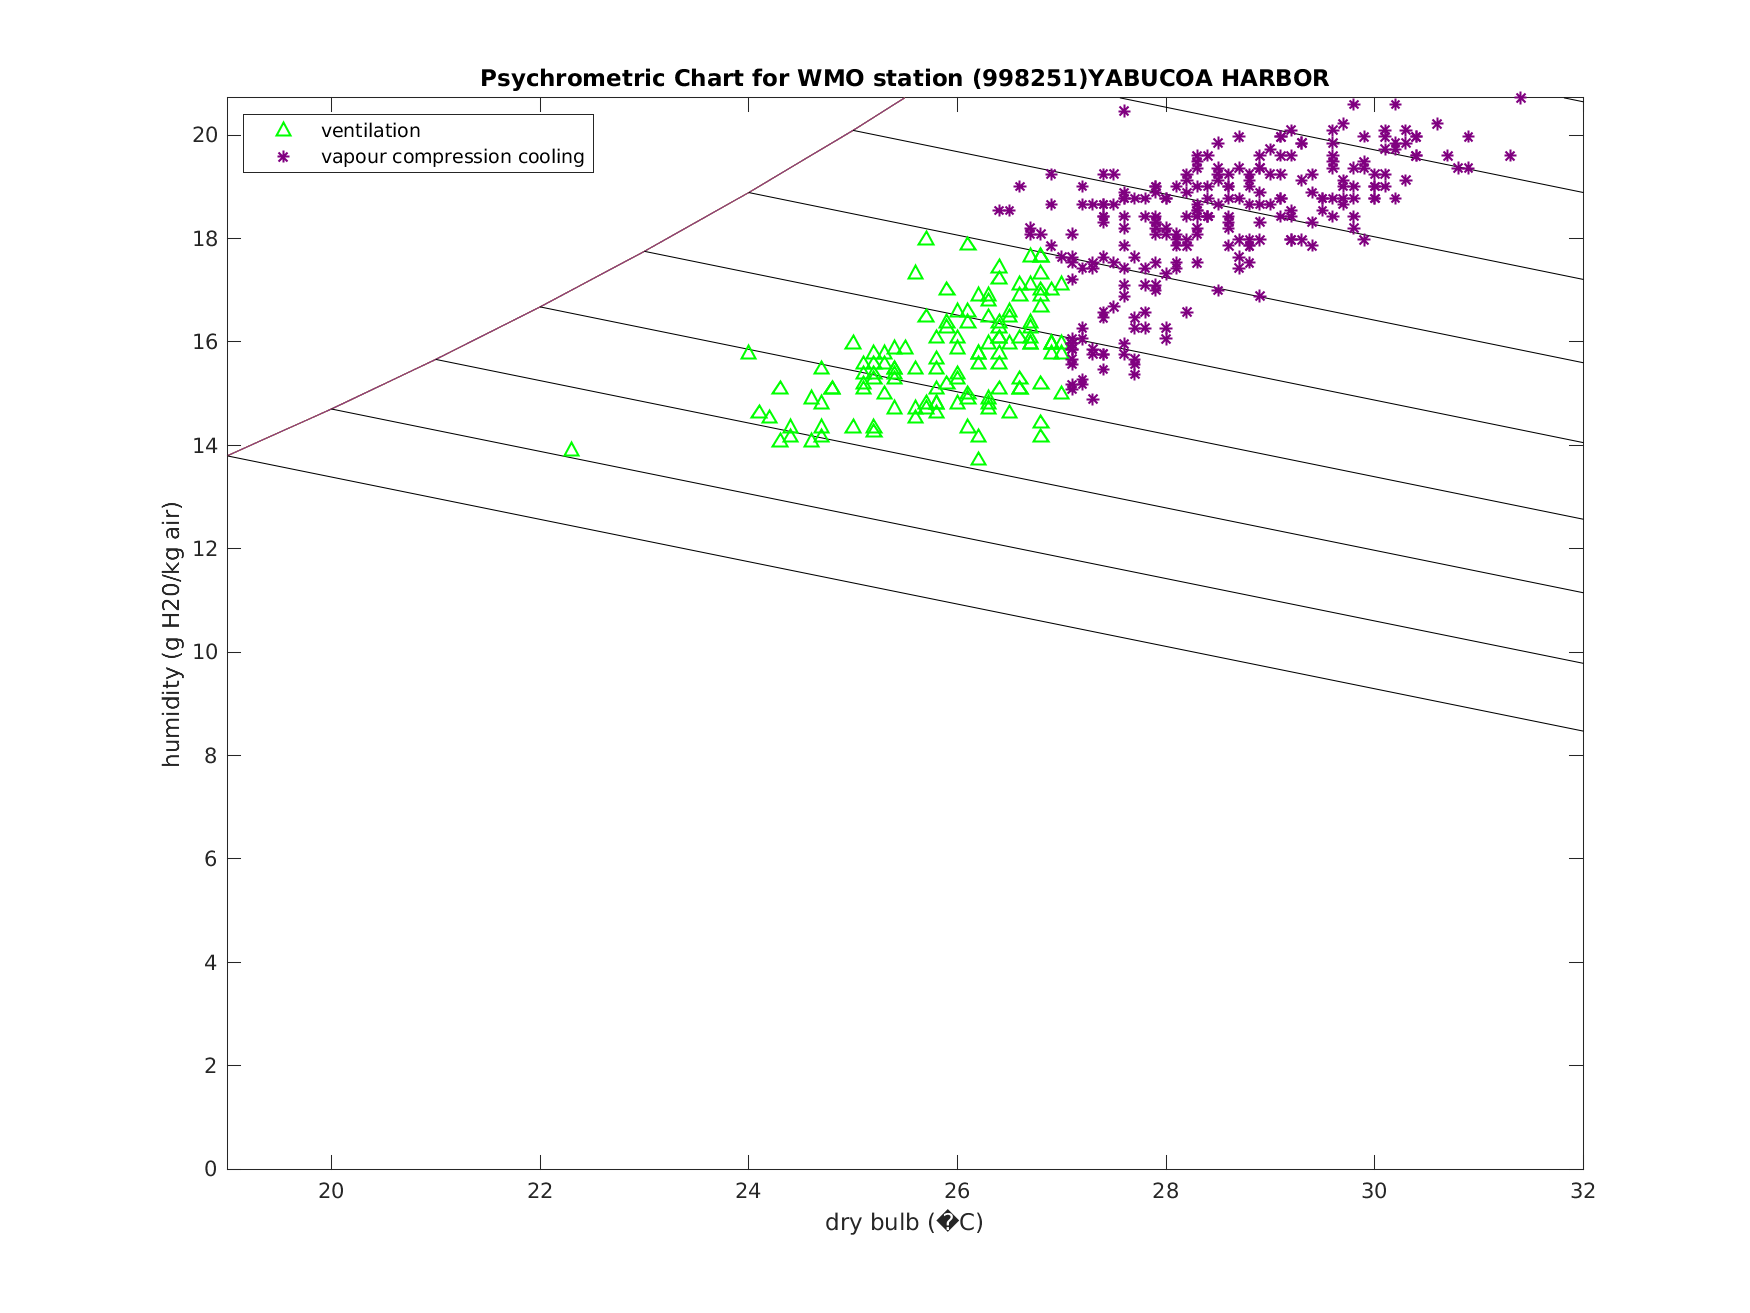 Psychrometric Chart for WMO station (998251)YABUCOA HARBOR
ventilation
vapour compression cooling
20
18
16
14
12
10
8
6
4
2
0
humidity (g H20/kg air)
20 22 24 26 28 30 32
dry bulb (�C)